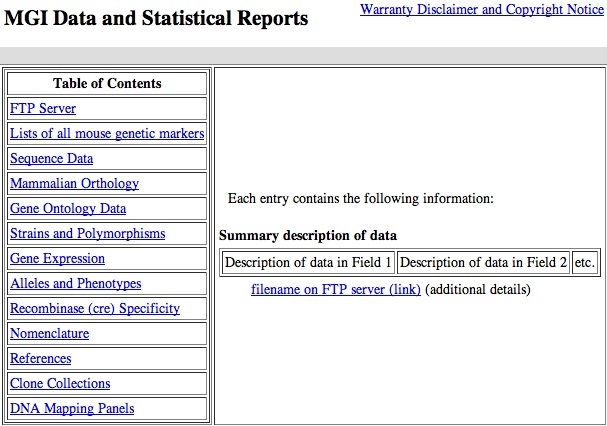 MGI Data and Statistical Reports
Warranty Disclaimer and Copyright Notice
Table of Contents
FTP Server
Lists of all mouse genetic markers
Sequence Data
Mammalian Orthology
Gene Ontology Data
Strains and Polymorphisms
Gene Expression
Alleles and Phenotypes
Recombinase (cre) Specificity
Nomenclature
References
Clone Collections
DNA Mapping Panels
Each entry contains the following information:
Summary description of data
Description of data in Field 1 Description of data in Field 2 etc.
filename on FTP server (link) (additional details)